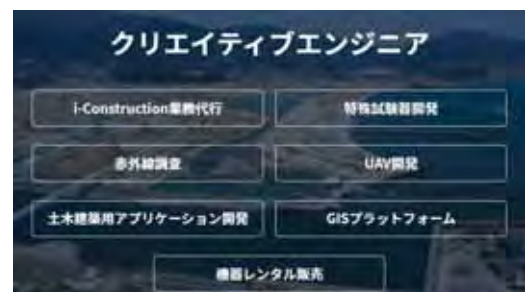 クリエイティブエンジニア
i-Construction業務代行
特殊試験器開発
赤外線調査
UAV開発
土木建築用アプリケーション開発
GISプラットフォーム
機器レンタル販売